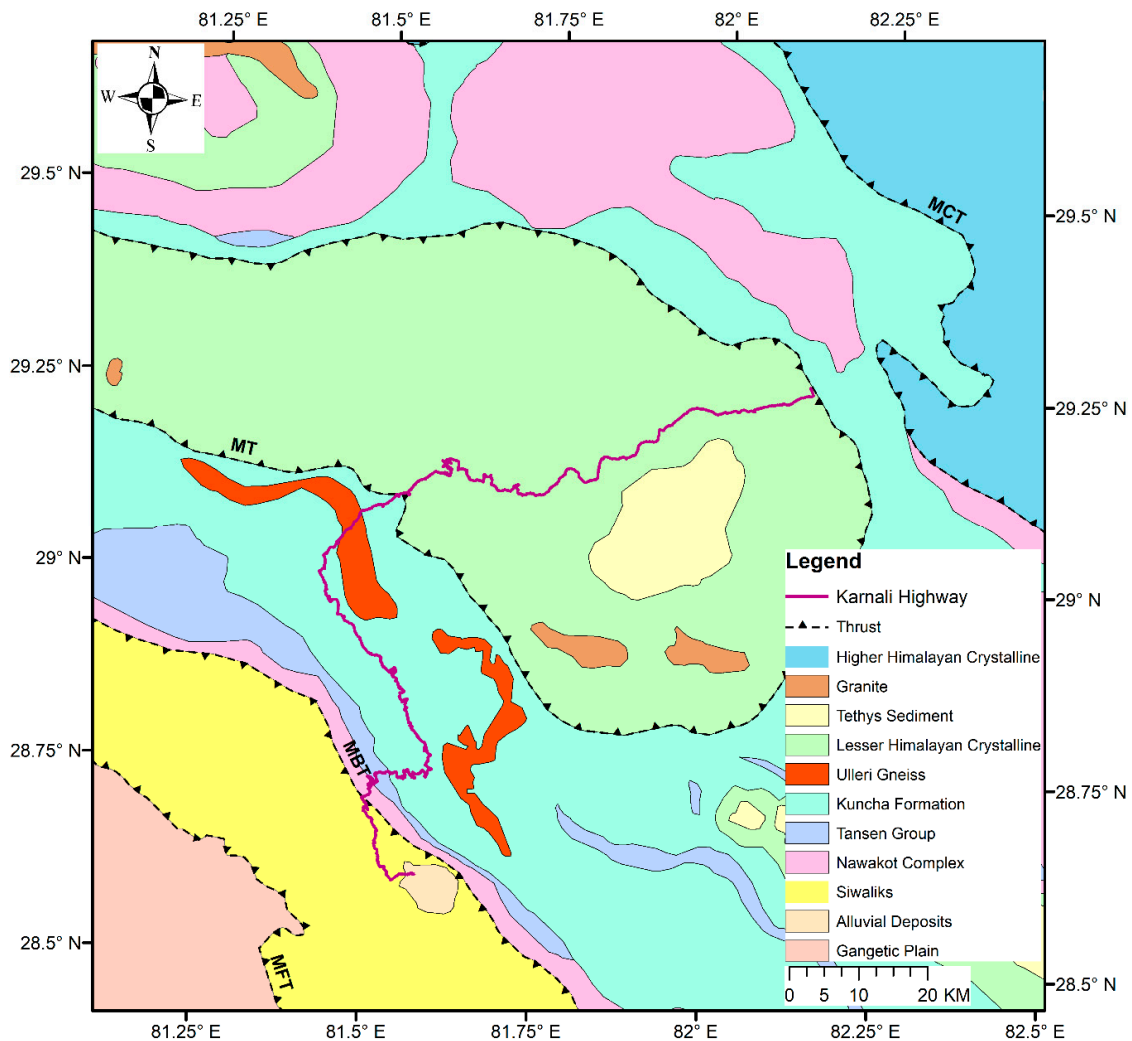 81.25° E 81.5° E 81.75° E 82° E 82.25° E
N
W E
S
29.5° N
29.5° N
MCT
29.25° N
29.25° N
MT
29° N
29° N
Legend
Karnali Highway
Thrust
Higher Himalayan Crystalline
Granite
Tethys Sediment
Lesser Himalayan Crystalline
Ulleri Gneiss
Kuncha Formation
Tansen Group
Nawakot Complex
Siwaliks
Alluvial Deposits
Gangetic Plain
0 5 10 20 KM
28.75° N
28.75° N
MBT
28.5° N
28.5° N
MFT
81.25° E 81.5° E 81.75° E 82° E 82.25° E 82.5° E